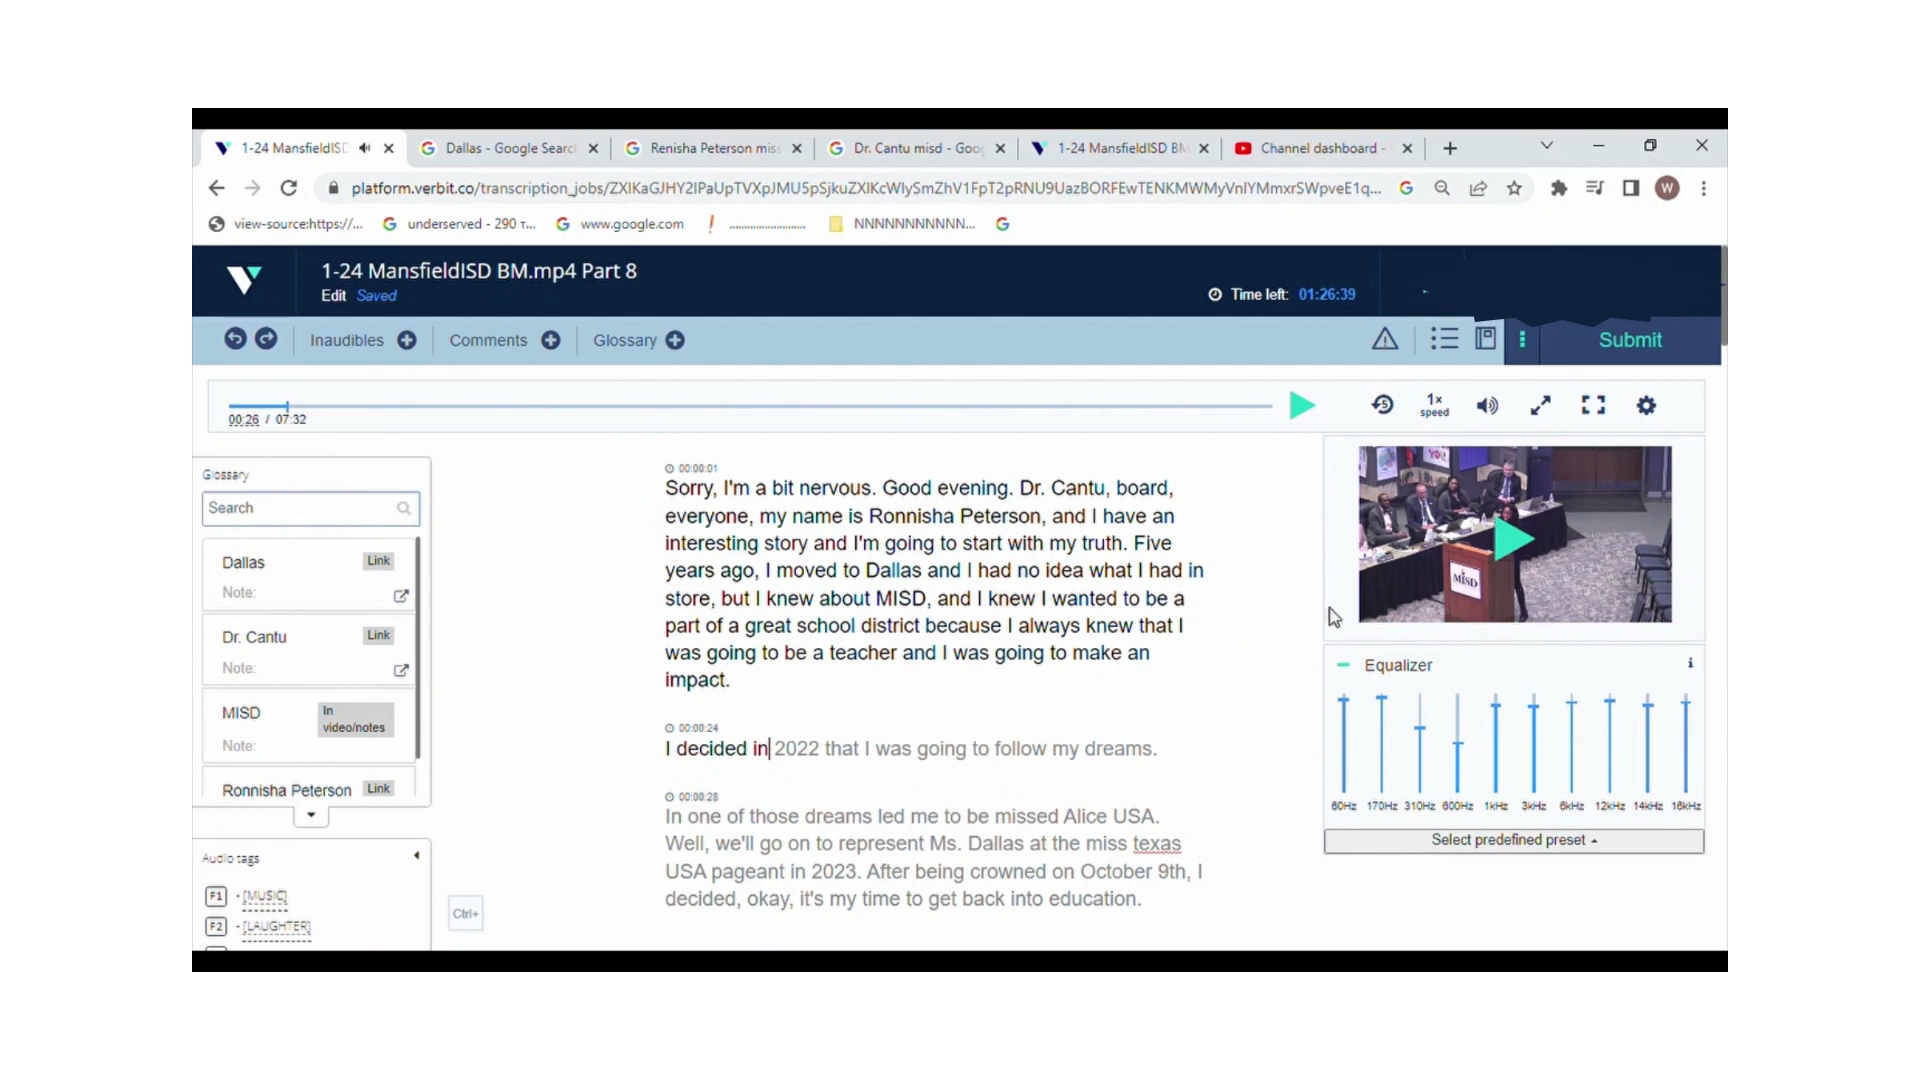 1-24 MansfieldISD
Dallas - Google Searc
Renisha Peterson mis
Dr. Cantu misd - Goog
1-24 MansfieldISD BM
Channel dashboard -
platform.verbit.co/transcription_jobs/
W
view-source:https://...
underserved - 290 т...
www.google.com
NNNNNNNNNNN...
1-24 MansfieldISD BM.mp4 Part 8
Edit Saved
Time left: 01:26:39
Inaudibles
Comments
Glossary
Submit
00:26 / 07:32
5
1x
speed
Glossary
Search
Dallas Link
Note:
Dr. Cantu Link
Note:
MISD In
video/notes
Note:
Ronnisha Peterson Link
Audio tags
F1 - [MUSIC]
F2 - [LAUGHTER]
Ctrl+
00:00:01
Sorry, I'm a bit nervous. Good evening. Dr. Cantu, board,
everyone, my name is Ronnisha Peterson, and I have an
interesting story and I'm going to start with my truth. Five
years ago, I moved to Dallas and I had no idea what I had in
store, but I knew about MISD, and I knew I wanted to be a
part of a great school district because I always knew that I
was going to be a teacher and I was going to make an
impact.
00:00:24
I decided in 2022 that I was going to follow my dreams.
00:00:28
In one of those dreams led me to be missed Alice USA.
Well, we'll go on to represent Ms. Dallas at the miss texas
USA pageant in 2023. After being crowned on October 9th, I
decided, okay, it's my time to get back into education.
YOU
MISD
Equalizer
60Hz 170Hz 310Hz 600Hz 1kHz 3kHz 6kHz 12kHz 14kHz 16kHz
Select predefined preset